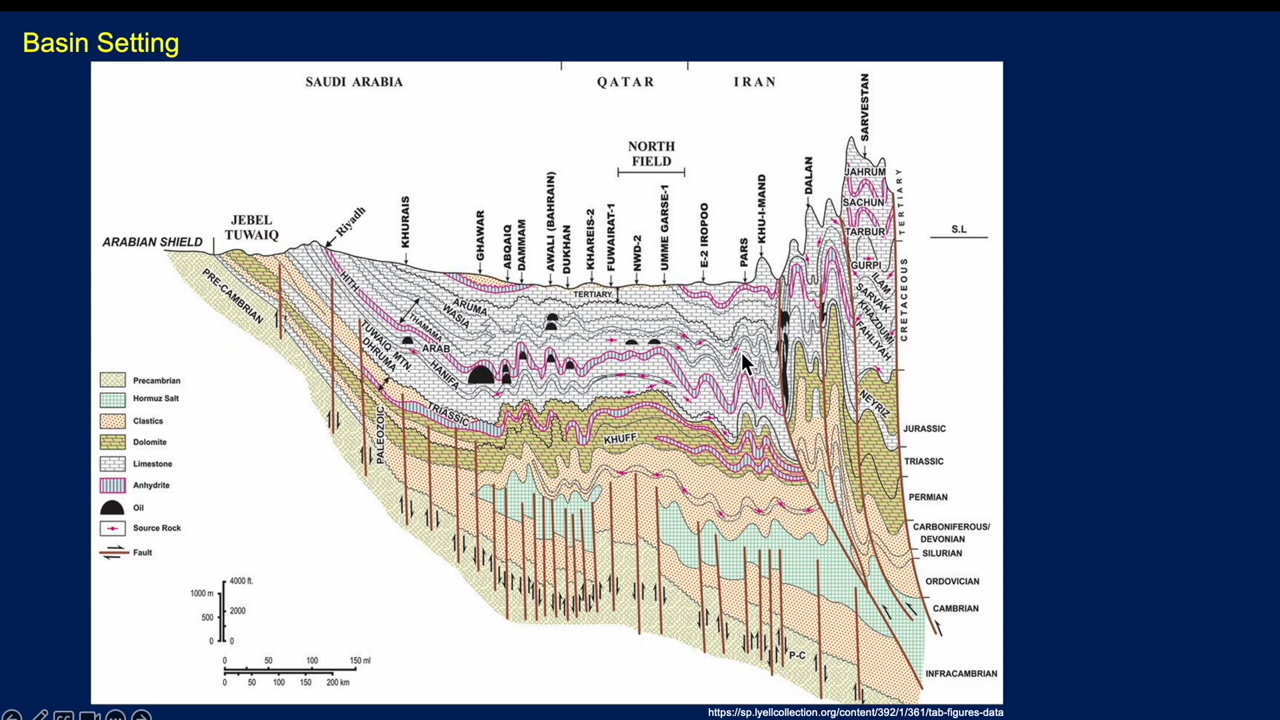 Basin Setting
SAUDI ARABIA
QATAR
IRAN
NORTH
FIELD
JEBEL
TUWAIQ
ARABIAN SHIELD
Riyadh
KHURAIS
GHAWAR
ABQAIQ
DAMMAM
AWALI (BAHRAIN)
DUKHAN
KHAREIS-2
FUWAIRAT-1
NWD-2
UMME GARSE-1
E-2 IROPOO
PARS
KHU-I-MAND
DALAN
SARVESTAN
S.L
JAHRUM
SACHUN
TARBUR
GURPI
ILAM
SARVAK
KHAZDUMI
FAHLIYAH
NEYRIZ
TERTIARY
CRETACEOUS
JURASSIC
TRIASSIC
PERMIAN
CARBONIFEROUS/
DEVONIAN
SILURIAN
ORDOVICIAN
CAMBRIAN
INFRACAMBRIAN
PRE-CAMBRIAN
HITH
ARUMA
WASIA
THAMAMA
ARAB
TUWAIQ MTN.
HANIFA
DHRUMA
TRIASSIC
PALEOZOIC
TERTIARY
KHUFF
P-C
Precambrian
Hormuz Salt
Clastics
Dolomite
Limestone
Anhydrite
Oil
Source Rock
Fault
4000 ft.
1000 m
2000
500
0
0
0 50 100 150 ml
0 50 100 150 200 km
https://sp.lyellcollection.org/content/392/1/361/tab-figures-data